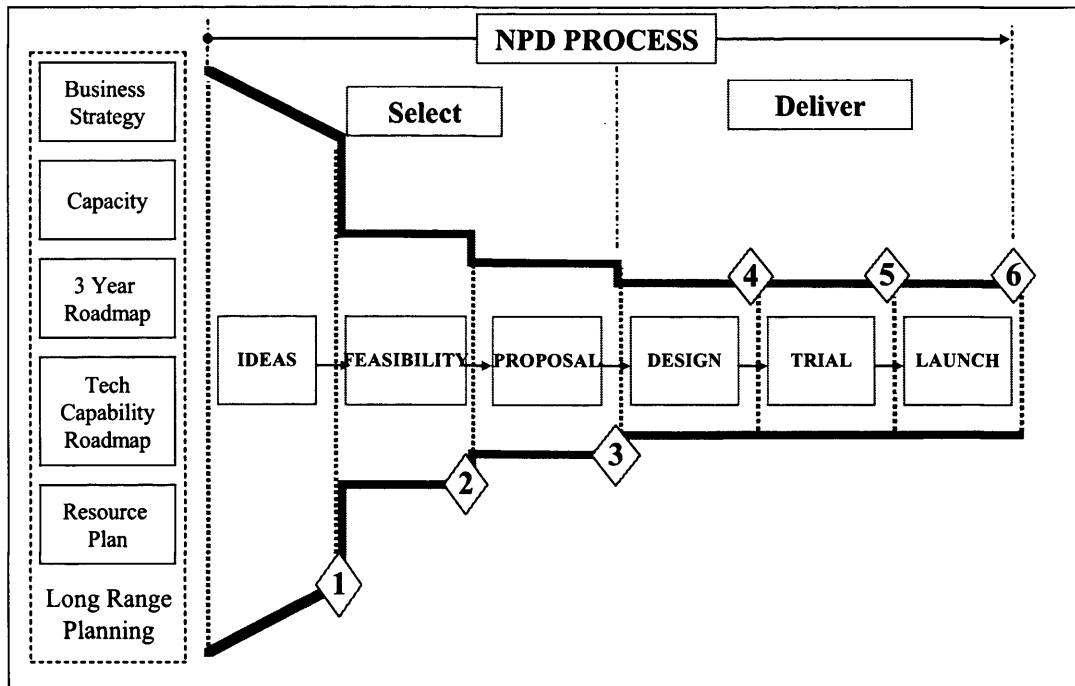 NPD PROCESS
Business
Strategy
Capacity
3 Year
Roadmap
Tech
Capability
Roadmap
Resource
Plan
Long Range
Planning
Select
Deliver
IDEAS
FEASIBILITY
PROPOSAL
DESIGN
TRIAL
LAUNCH
1
2
3
4
5
6